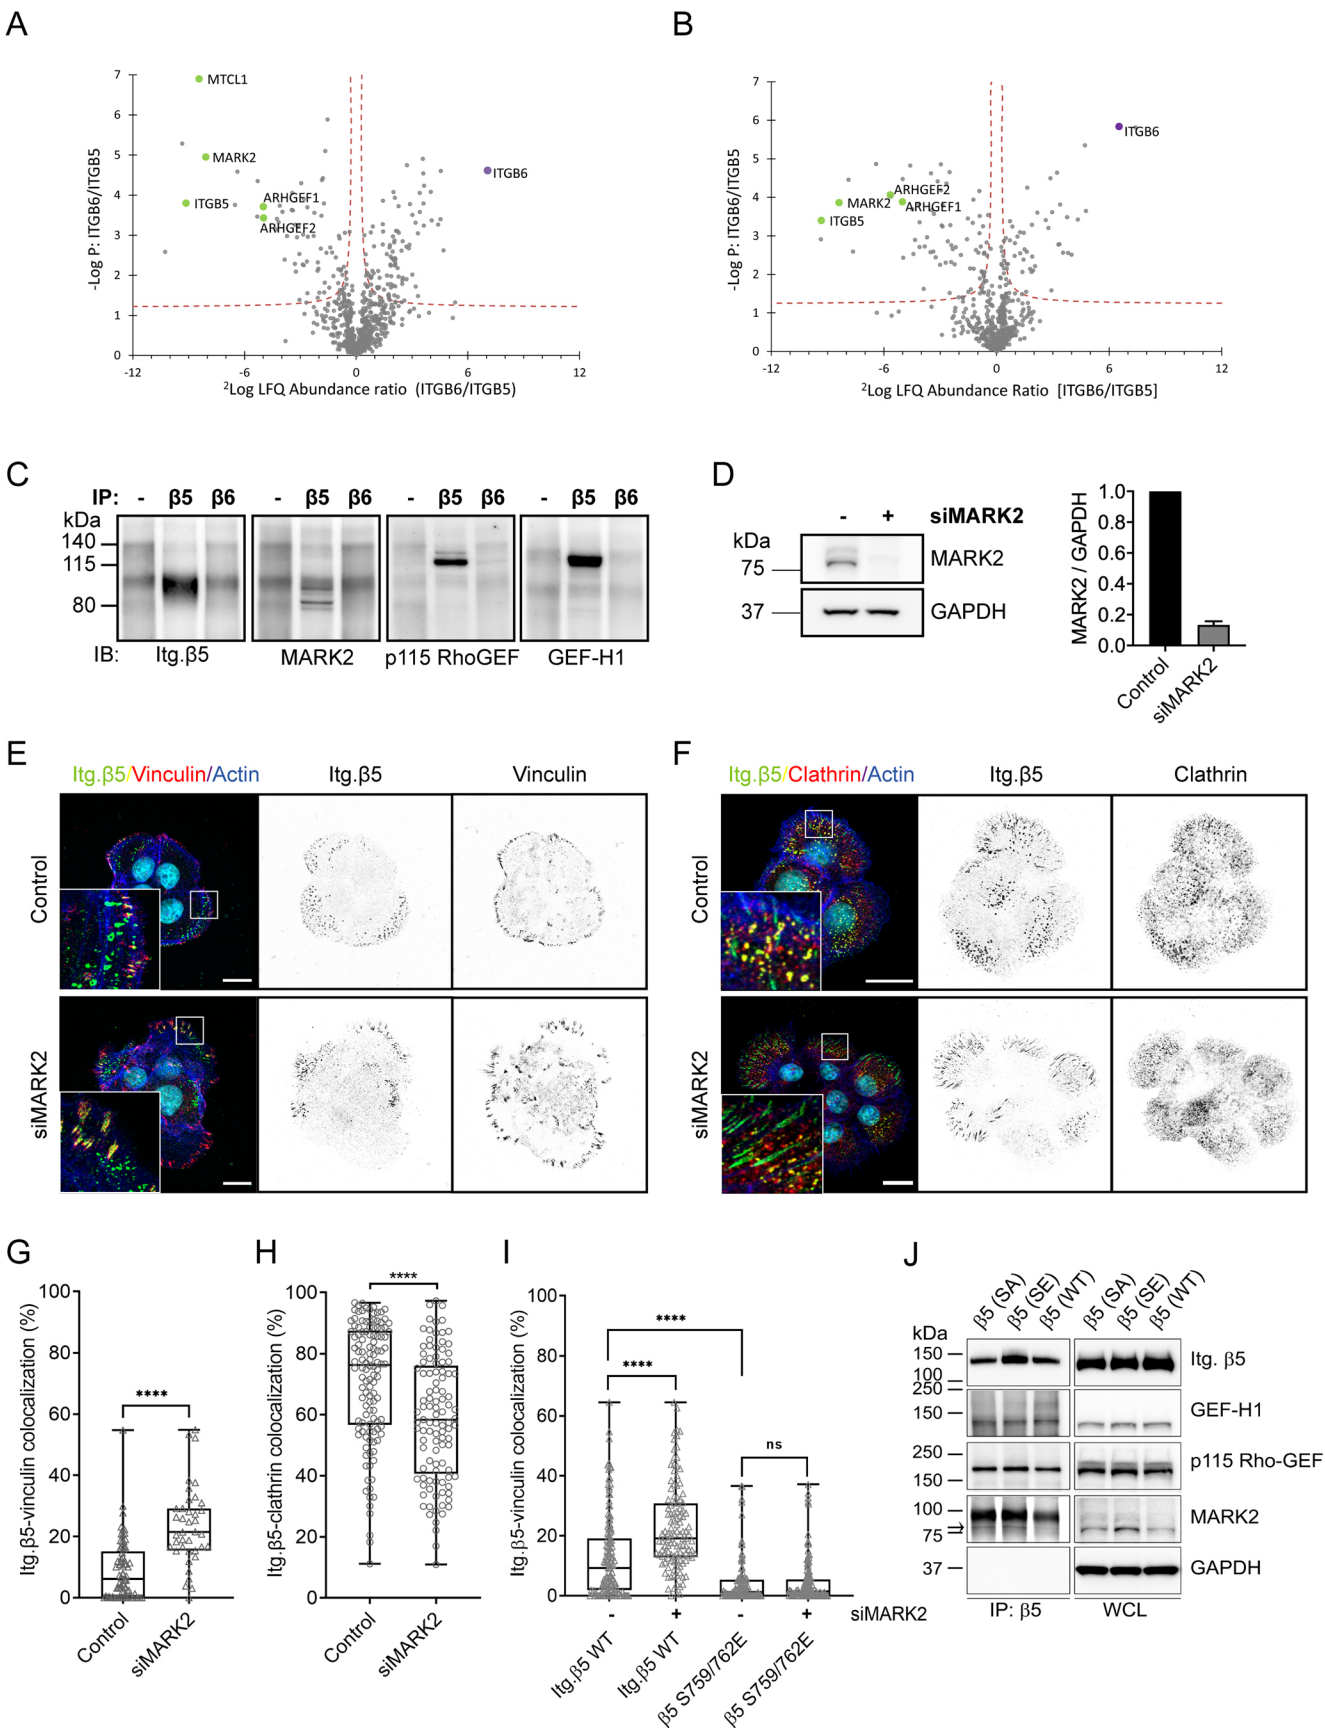 A
-Log P: ITGB6/ITGB5
7
6
5
4
3
2
1
0
MTCL1
MARK2
ITGB5
ARHGEF1
ARHGEF2
ITGB6
-12
-6
0
6
12
²Log LFQ Abundance ratio (ITGB6/ITGB5)
B
-Log P: ITGB6/ITGB5
7
6
5
4
3
2
1
0
ITGB6
ARHGEF2
MARK2
ARHGEF1
ITGB5
-12
-6
0
6
12
²Log LFQ Abundance Ratio [ITGB6/ITGB5]
C
IP: - β5 β6 - β5 β6 - β5 β6 - β5 β6
kDa
140
115
80
IB: Itg.β5 MARK2 p115 RhoGEF GEF-H1
D
- + siMARK2
kDa
75
MARK2
37
GAPDH
MARK2 / GAPDH
1.0
0.8
0.6
0.4
0.2
0.0
Control
siMARK2
E
Itg.β5/Vinculin/Actin Itg.β5 Vinculin
Control
siMARK2
F
Itg.β5/Clathrin/Actin Itg.β5 Clathrin
Control
siMARK2
G
Itg.β5-vinculin colocalization (%)
100
80
60
40
20
0
****
Control
siMARK2
H
Itg.β5-clathrin colocalization (%)
100
80
60
40
20
0
****
Control
siMARK2
I
Itg.β5-vinculin colocalization (%)
100
80
60
40
20
0
****
****
ns
- + - + siMARK2
Itg.β5 WT
Itg.β5 WT
β5 S759/762E
β5 S759/762E
J
β5 (SA)
β5 (SE)
β5 (WT)
β5 (SA)
β5 (SE)
β5 (WT)
kDa
150
100
Itg. β5
250
150
GEF-H1
250
150
p115 Rho-GEF
100
75
MARK2
37
GAPDH
IP: β5 WCL